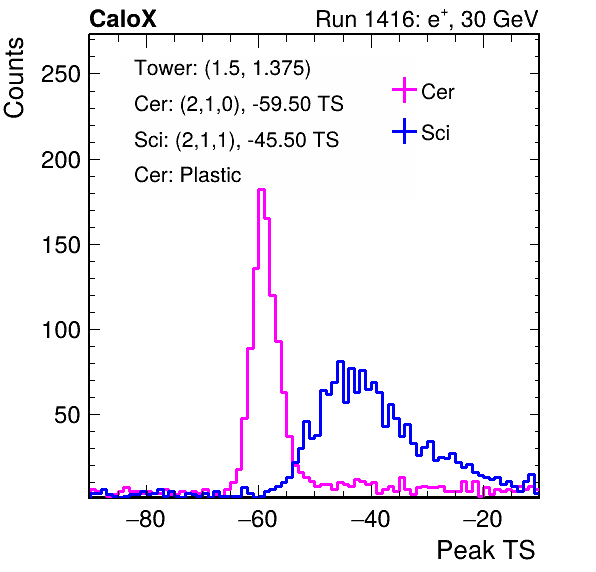 CaloX Run 1416: e⁺, 30 GeV
Counts
Tower: (1.5, 1.375)
Cer: (2,1,0), -59.50 TS
Sci: (2,1,1), -45.50 TS
Cer: Plastic
Cer
Sci
250
200
150
100
50
−80 −60 −40 −20
Peak TS